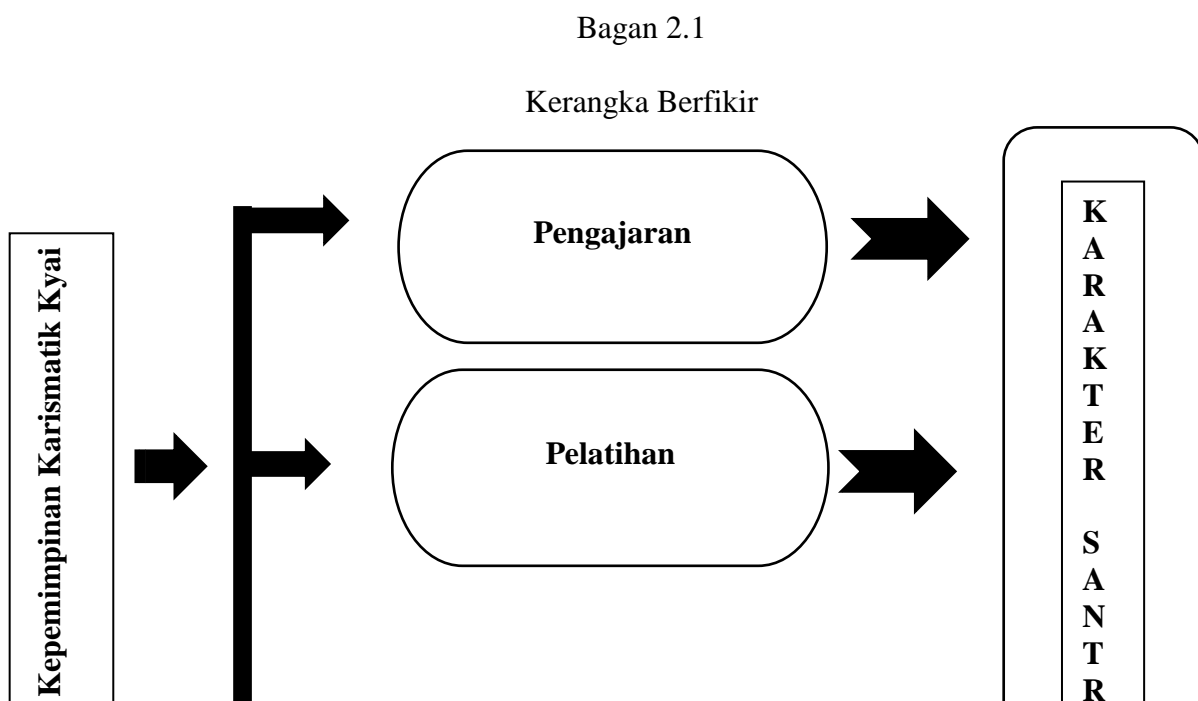 Bagan 2.1
Kerangka Berfikir
Kepemimpinan Karismatik Kyai
Pengajaran
Pelatihan
K
A
R
A
K
T
E
R
S
A
N
T
R